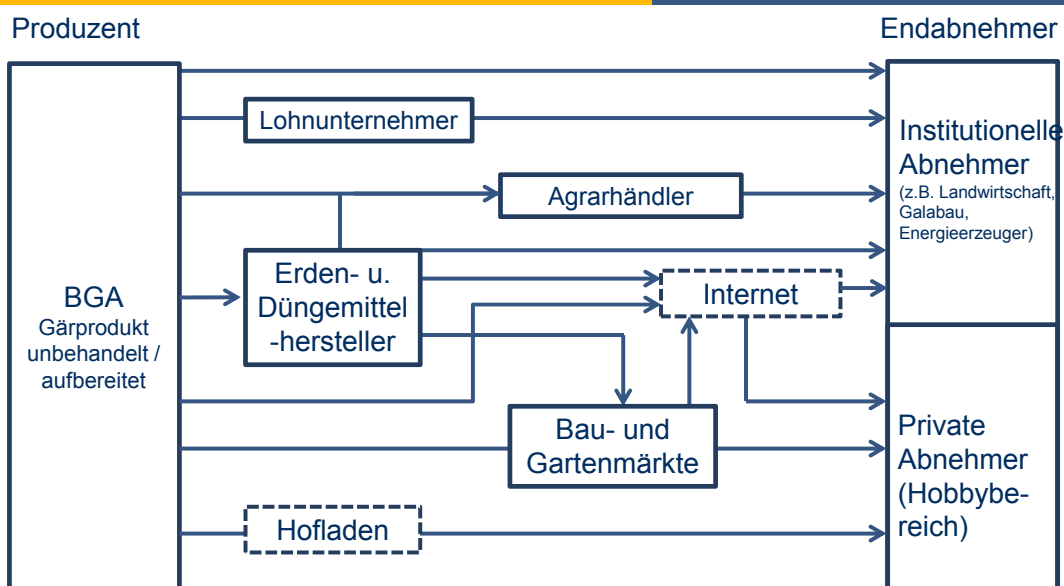 Produzent
Endabnehmer
Lohnunternehmer
Institutionelle
Abnehmer
(z.B. Landwirtschaft,
Galabau,
Energieerzeuger)
Agrarhändler
BGA
Gärprodukt
unbehandelt /
aufbereitet
Erden- u.
Düngemittel
-hersteller
Internet
Bau- und
Gartenmärkte
Private
Abnehmer
(Hobbybe-
reich)
Hofladen